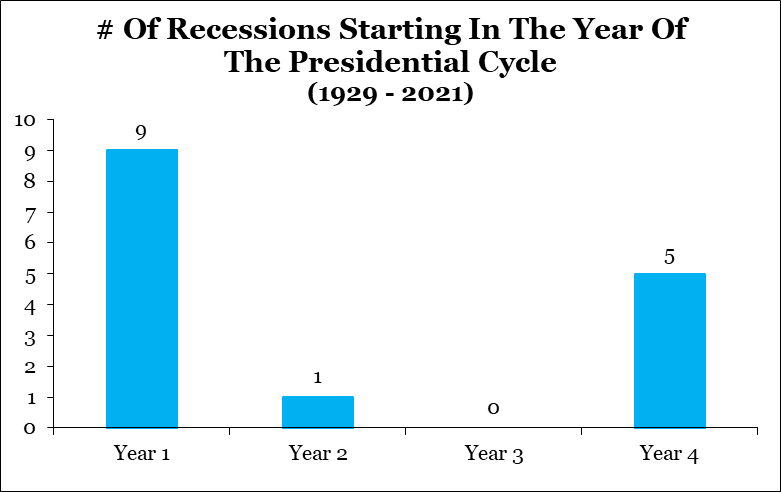 # Of Recessions Starting In The Year Of
The Presidential Cycle
(1929 - 2021)
10
9
8
7
6
5
4
3
2
1
0
9
1
0
5
Year 1
Year 2
Year 3
Year 4